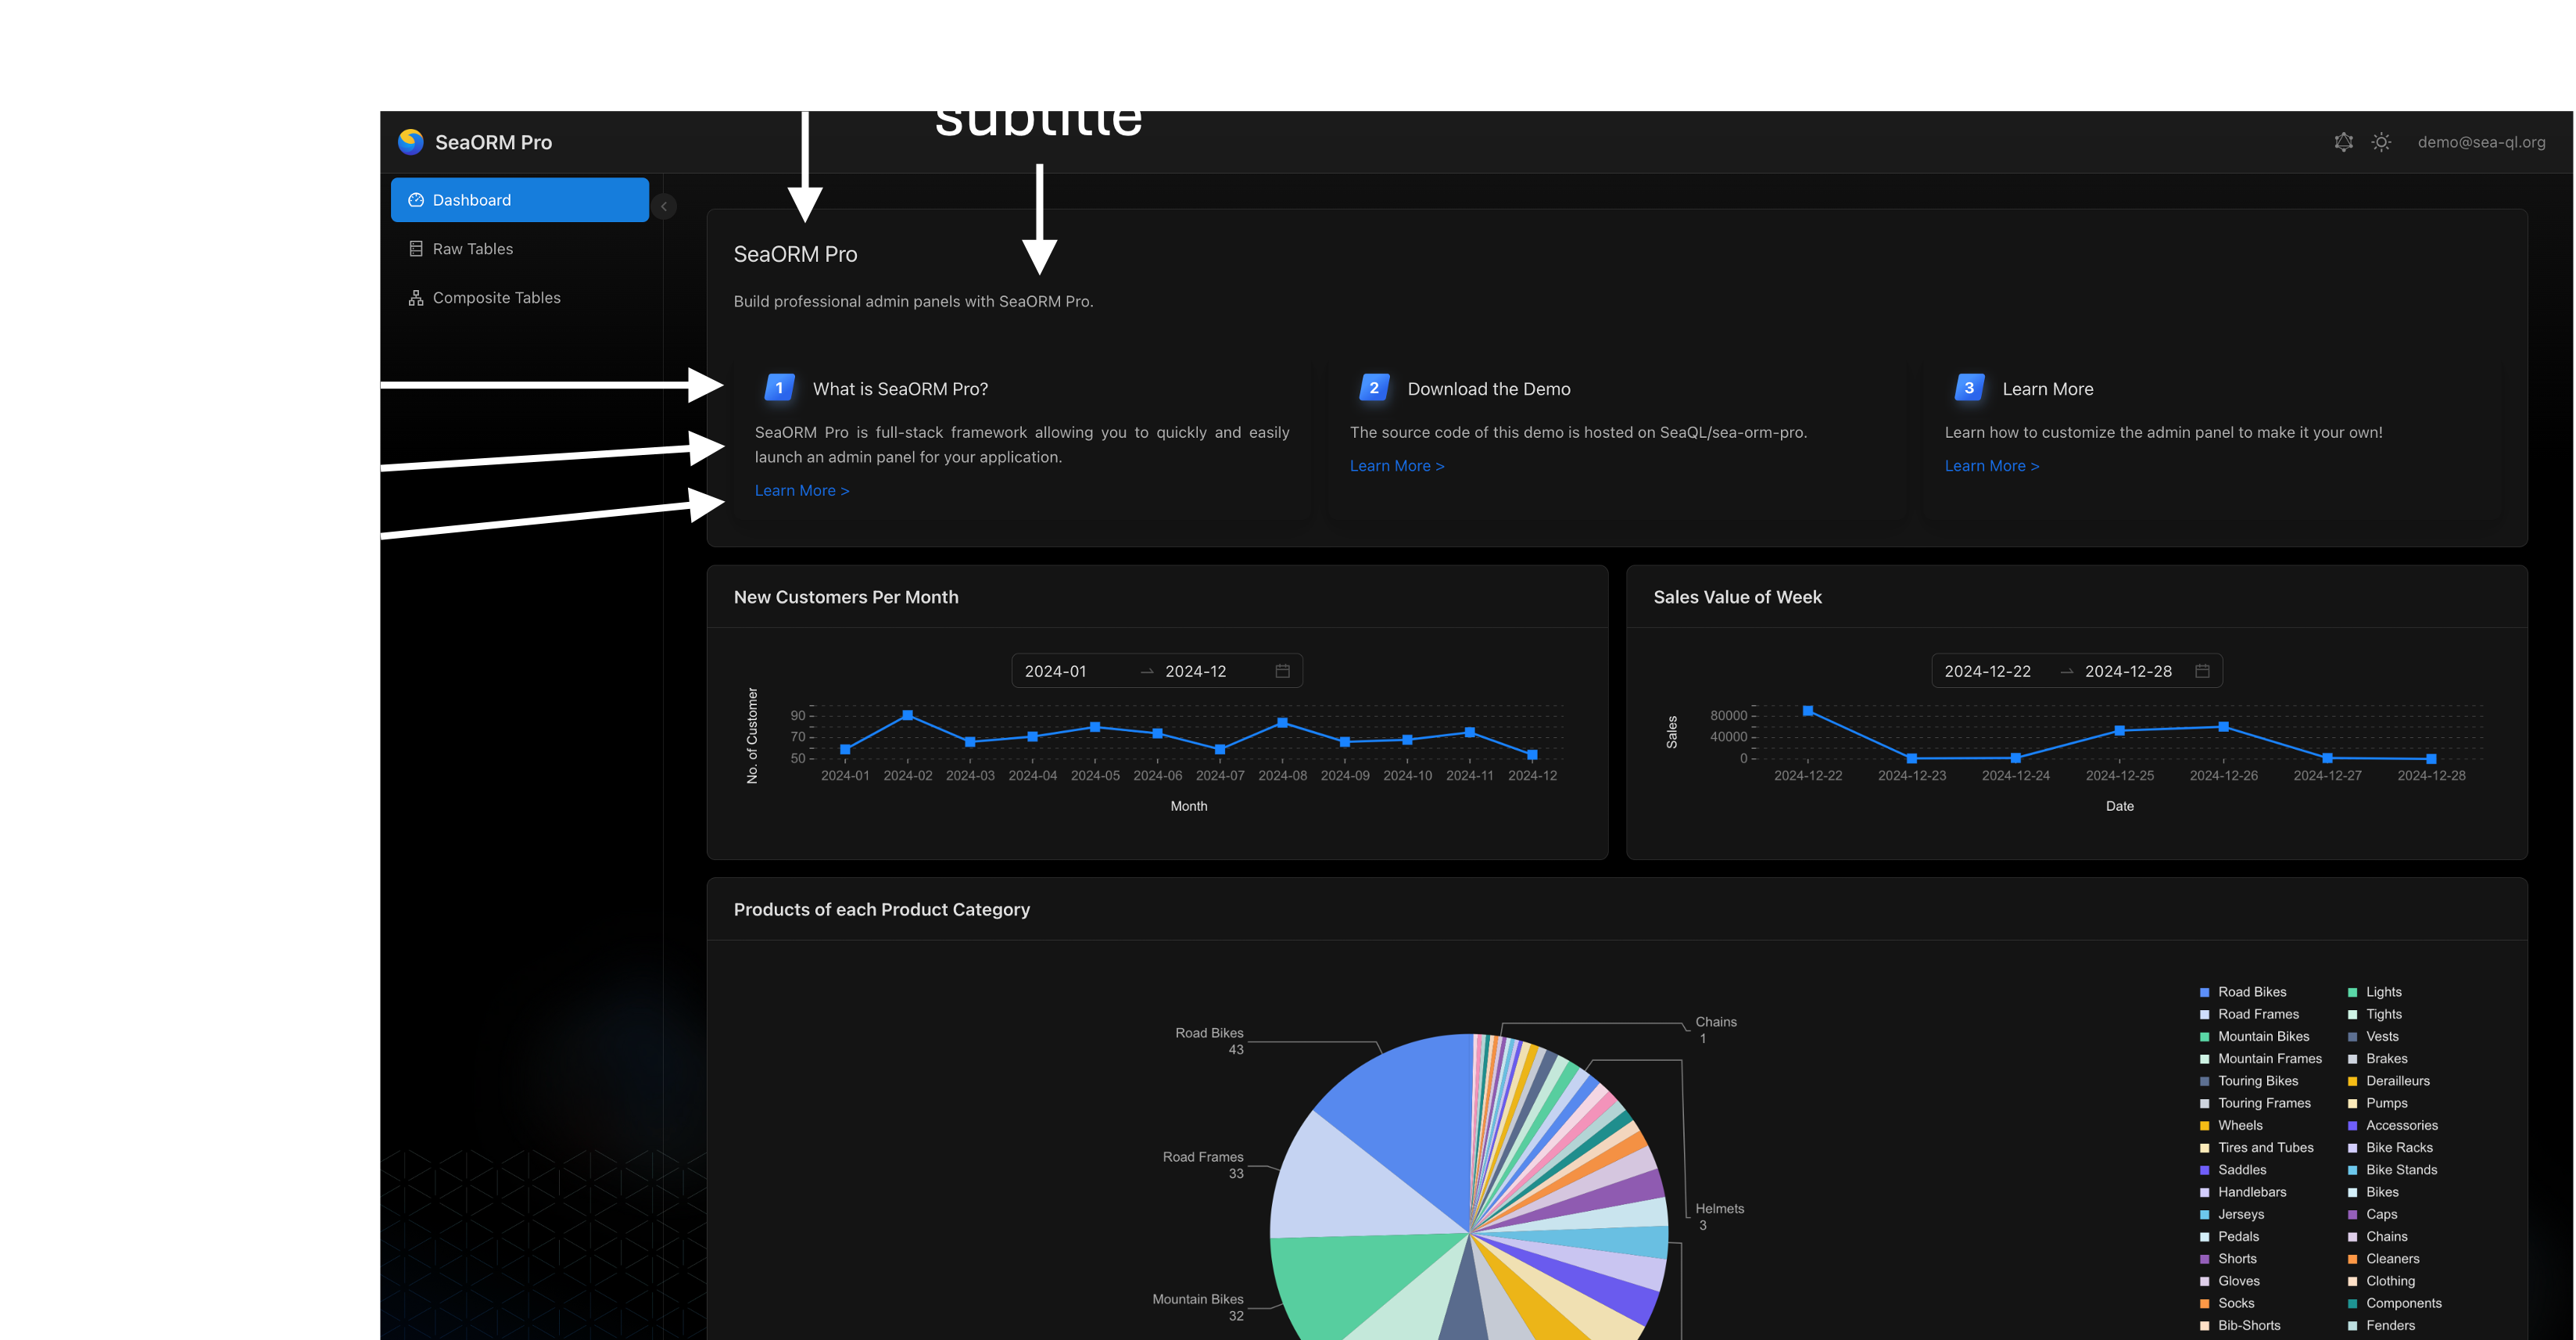 subtitle
SeaORM Pro
demo@sea-ql.org
Dashboard
Raw Tables
Composite Tables
SeaORM Pro
Build professional admin panels with SeaORM Pro.
1 What is SeaORM Pro?
SeaORM Pro is full-stack framework allowing you to quickly and easily
launch an admin panel for your application.
Learn More >
2 Download the Demo
The source code of this demo is hosted on SeaQL/sea-orm-pro.
Learn More >
3 Learn More
Learn how to customize the admin panel to make it your own!
Learn More >
New Customers Per Month
2024-01 → 2024-12
No. of Customer
90
70
50
2024-01 2024-02 2024-03 2024-04 2024-05 2024-06 2024-07 2024-08 2024-09 2024-10 2024-11 2024-12
Month
Sales Value of Week
2024-12-22 → 2024-12-28
Sales
80000
40000
0
2024-12-22 2024-12-23 2024-12-24 2024-12-25 2024-12-26 2024-12-27 2024-12-28
Date
Products of each Product Category
Road Bikes
43
Road Frames
33
Mountain Bikes
32
Chains
1
Helmets
3
Road Bikes
Road Frames
Mountain Bikes
Mountain Frames
Touring Bikes
Touring Frames
Wheels
Tires and Tubes
Saddles
Handlebars
Jerseys
Pedals
Shorts
Gloves
Socks
Bib-Shorts
Lights
Tights
Vests
Brakes
Derailleurs
Pumps
Accessories
Bike Racks
Bike Stands
Bikes
Caps
Chains
Cleaners
Clothing
Components
Fenders